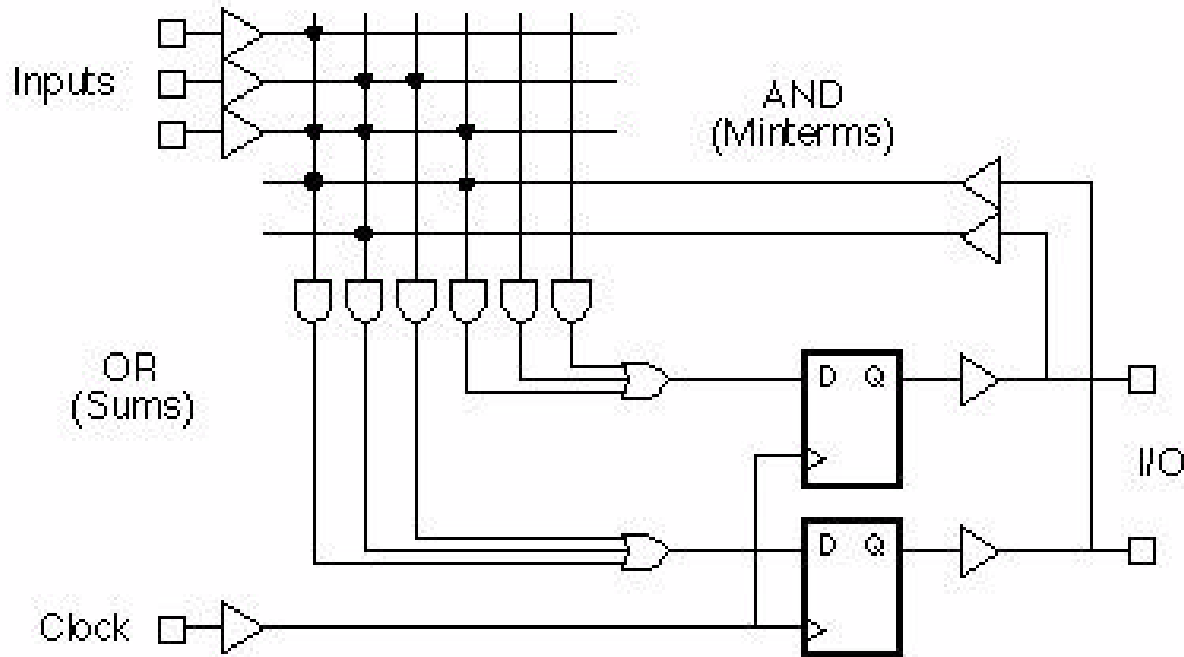 Inputs
AND
(Minterms)
OR
(Sums)
D Q
I/O
D Q
Clock